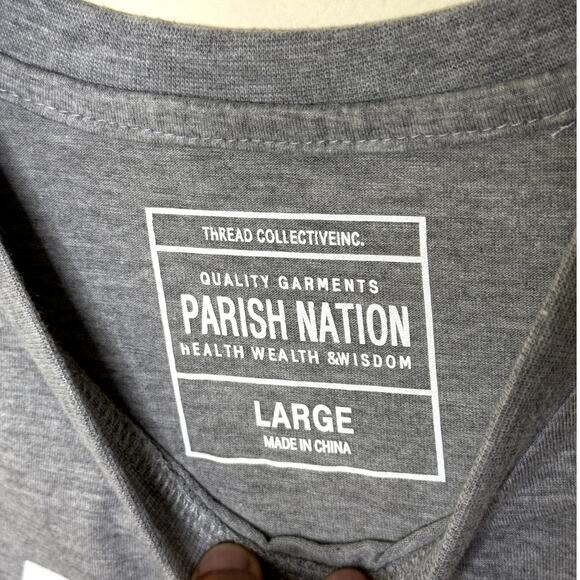 ThREAD COLLECTIVEINC.
QUALITY GARMENTS
PARISH NATION
hEALTH WEALTH &WISDOM
LARGE
MADE IN CHINA